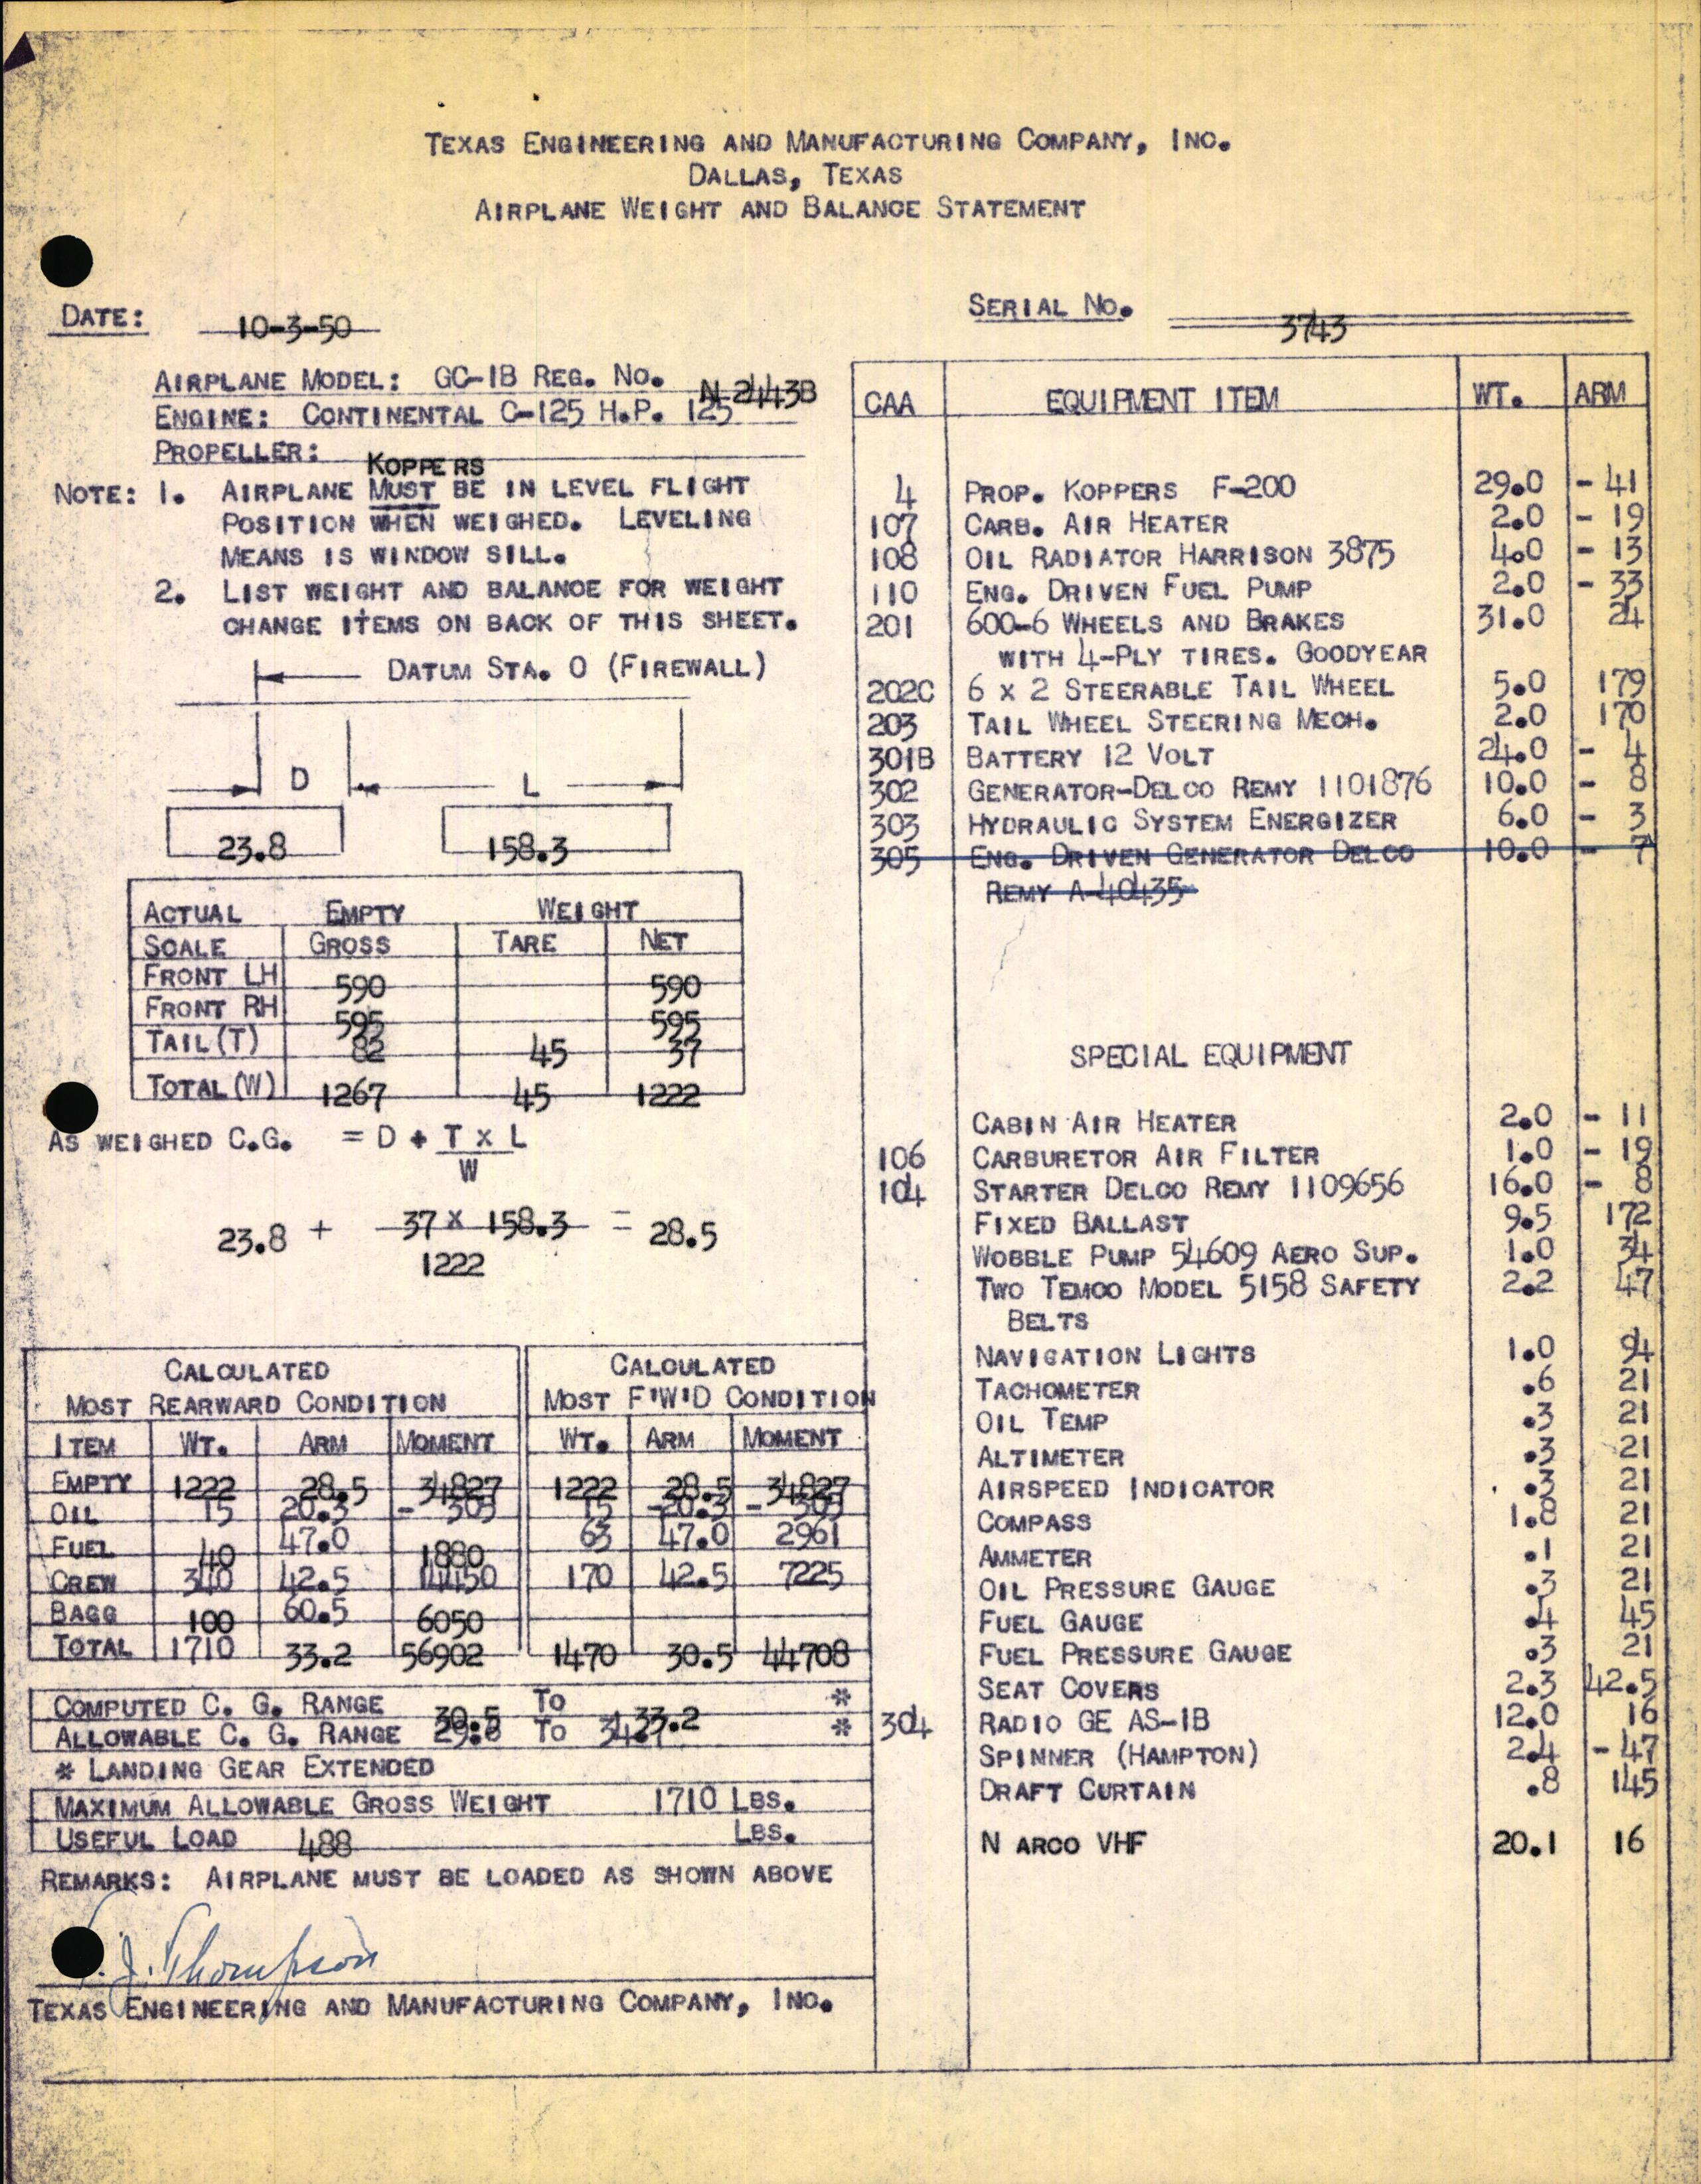 TEXAS ENGINEERING AND MANUFACTURING COMPANY, INC.
DALLAS, TEXAS
AIRPLANE WEIGHT AND BALANCE STATEMENT
DATE: 10-3-50
SERIAL NO. 3743
AIRPLANE MODEL: GC-1B REG. NO. N-2443B
ENGINE: CONTINENTAL C-125 H.P. 125
PROPELLER: KOPPERS
NOTE: 1. AIRPLANE MUST BE IN LEVEL FLIGHT
POSITION WHEN WEIGHED. LEVELING
MEANS IS WINDOW SILL.
2. LIST WEIGHT AND BALANCE FOR WEIGHT
CHANGE ITEMS ON BACK OF THIS SHEET.
DATUM STA. 0 (FIREWALL)
D L
23.8 158.3
ACTUAL EMPTY WEIGHT
SCALE GROSS TARE NET
FRONT LH 590 590
FRONT RH 595 595
TAIL (T) 82 45 37
TOTAL (W) 1267 45 1222
AS WEIGHED C.G. = D + T X L
W
23.8 + 37 X 158.3 = 28.5
1222
CALCULATED
MOST REARWARD CONDITION
CALCULATED
MOST F'W'D CONDITION
ITEM WT. ARM MOMENT WT. ARM MOMENT
EMPTY 1222 28.5 34827 1222 28.5 34827
OIL 15 20.3 - 305 15 -20.3 - 305
FUEL 40 47.0 1880 63 47.0 2961
CREW 340 42.5 14450 170 42.5 7225
BAGG 100 60.5 6050
TOTAL 1710 33.2 56902 1470 30.5 44708
COMPUTED C. G. RANGE 30.5 TO 33.2 *
ALLOWABLE C. G. RANGE 29.8 TO 34.7 *
* LANDING GEAR EXTENDED
MAXIMUM ALLOWABLE GROSS WEIGHT 1710 LBS.
USEFUL LOAD 488 LBS.
REMARKS: AIRPLANE MUST BE LOADED AS SHOWN ABOVE
J. Thompson
TEXAS ENGINEERING AND MANUFACTURING COMPANY, INC.
CAA EQUIPMENT ITEM WT. ARM
4 PROP. KOPPERS F-200 29.0 - 41
107 CARB. AIR HEATER 2.0 - 19
108 OIL RADIATOR HARRISON 3875 4.0 - 13
110 ENG. DRIVEN FUEL PUMP 2.0 - 33
201 600-6 WHEELS AND BRAKES 31.0 24
WITH 4-PLY TIRES. GOODYEAR
202C 6 X 2 STEERABLE TAIL WHEEL 5.0 179
203 TAIL WHEEL STEERING MECH. 2.0 170
301B BATTERY 12 VOLT 24.0 - 4
302 GENERATOR-DELCO REMY 1101876 10.0 - 8
303 HYDRAULIC SYSTEM ENERGIZER 6.0 - 3
305 ENG. DRIVEN GENERATOR DELCO 10.0 - 7
REMY A-40435
SPECIAL EQUIPMENT
CABIN AIR HEATER 2.0 - 11
106 CARBURETOR AIR FILTER 1.0 - 19
104 STARTER DELCO REMY 1109656 16.0 - 8
FIXED BALLAST 9.5 172
WOBBLE PUMP 54609 AERO SUP. 1.0 34
TWO TEMCO MODEL 5158 SAFETY 2.2 47
BELTS
NAVIGATION LIGHTS 1.0 94
TACHOMETER .6 21
OIL TEMP .3 21
ALTIMETER .3 21
AIRSPEED INDICATOR .3 21
COMPASS 1.8 21
AMMETER .1 21
OIL PRESSURE GAUGE .3 21
FUEL GAUGE .4 45
FUEL PRESSURE GAUGE .3 21
SEAT COVERS 2.3 42.5
304 RADIO GE AS-1B 12.0 16
SPINNER (HAMPTON) 2.4 - 47
DRAFT CURTAIN .8 145
N ARCO VHF 20.1 16